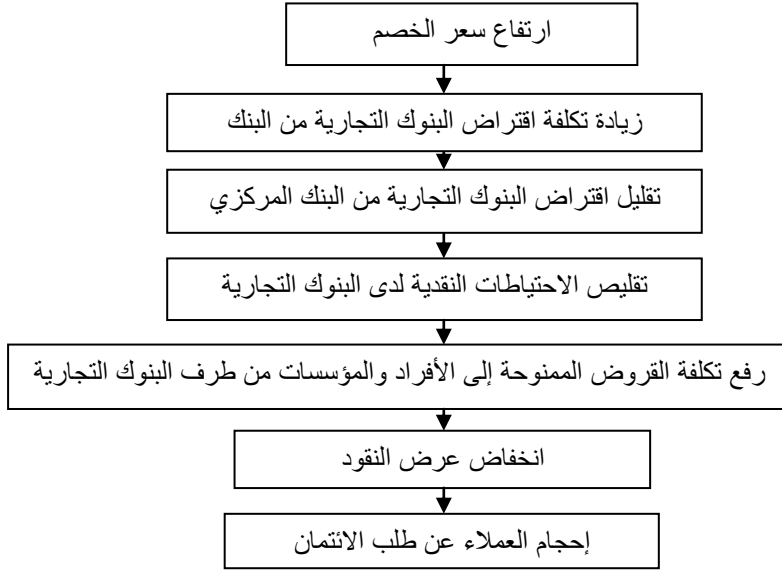 ارتفاع سعر الخصم
زيادة تكلفة اقتراض البنوك التجارية من البنك
تقليل اقتراض البنوك التجارية من البنك المركزي
تقليص الاحتياطات النقدية لدى البنوك التجارية
رفع تكلفة القروض الممنوحة إلى الأفراد والمؤسسات من طرف البنوك التجارية
انخفاض عرض النقود
إحجام العملاء عن طلب الائتمان